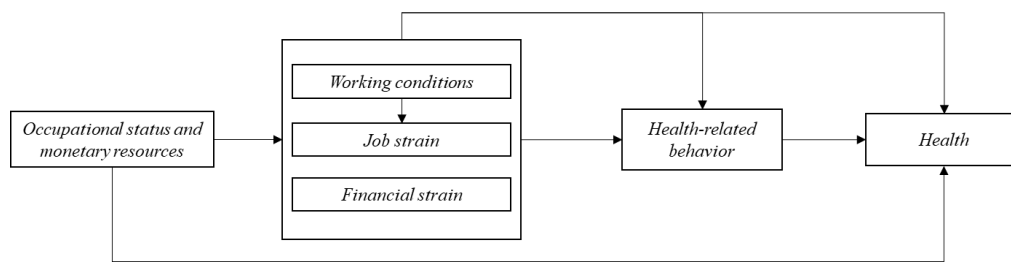 Occupational status and
monetary resources
Working conditions
Job strain
Financial strain
Health-related
behavior
Health